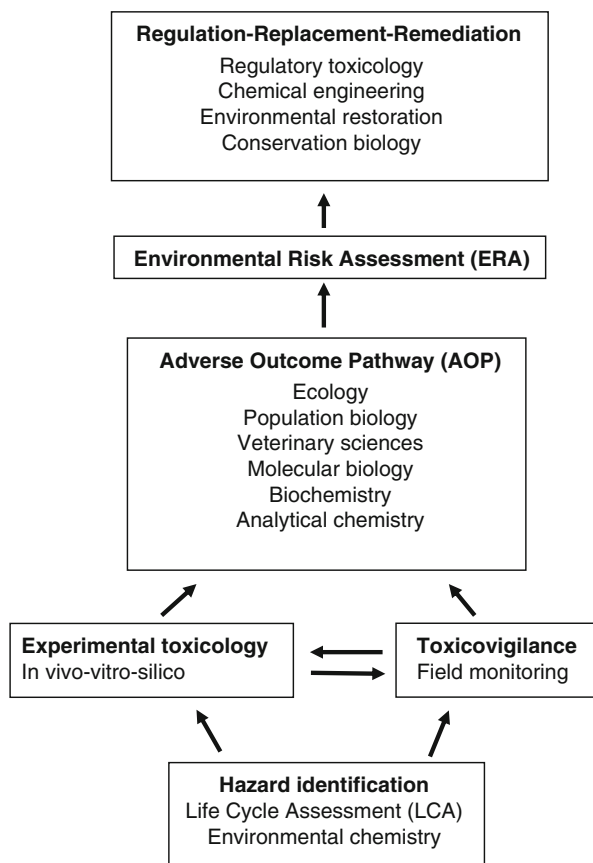 Regulation-Replacement-Remediation
Regulatory toxicology
Chemical engineering
Environmental restoration
Conservation biology
Environmental Risk Assessment (ERA)
Adverse Outcome Pathway (AOP)
Ecology
Population biology
Veterinary sciences
Molecular biology
Biochemistry
Analytical chemistry
Experimental toxicology
In vivo-vitro-silico
Toxicovigilance
Field monitoring
Hazard identification
Life Cycle Assessment (LCA)
Environmental chemistry